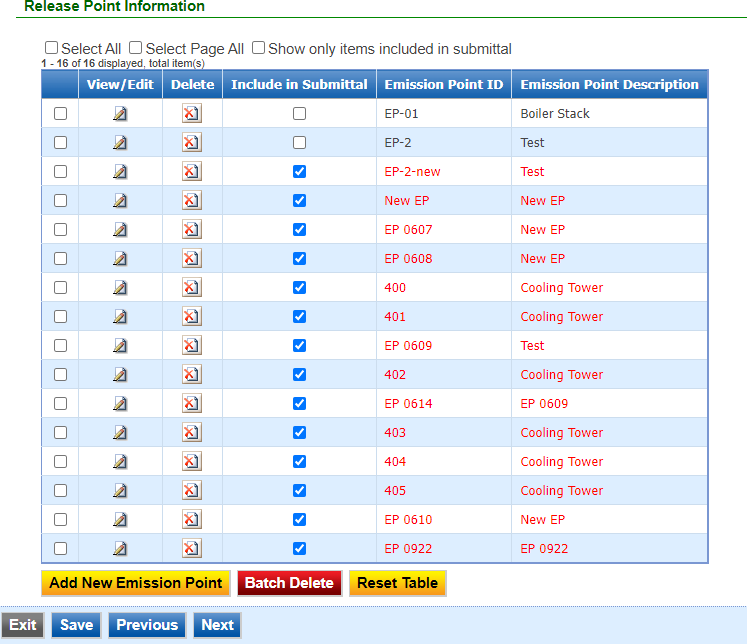 Release Point Information
Select All Select Page All Show only items included in submittal
1 - 16 of 16 displayed, total item(s)
View/Edit Delete Include in Submittal Emission Point ID Emission Point Description
EP-01 Boiler Stack
EP-2 Test
EP-2-new Test
New EP New EP
EP 0607 New EP
EP 0608 New EP
400 Cooling Tower
401 Cooling Tower
EP 0609 Test
402 Cooling Tower
EP 0614 EP 0609
403 Cooling Tower
404 Cooling Tower
405 Cooling Tower
EP 0610 New EP
EP 0922 EP 0922
Add New Emission Point Batch Delete Reset Table
Exit Save Previous Next